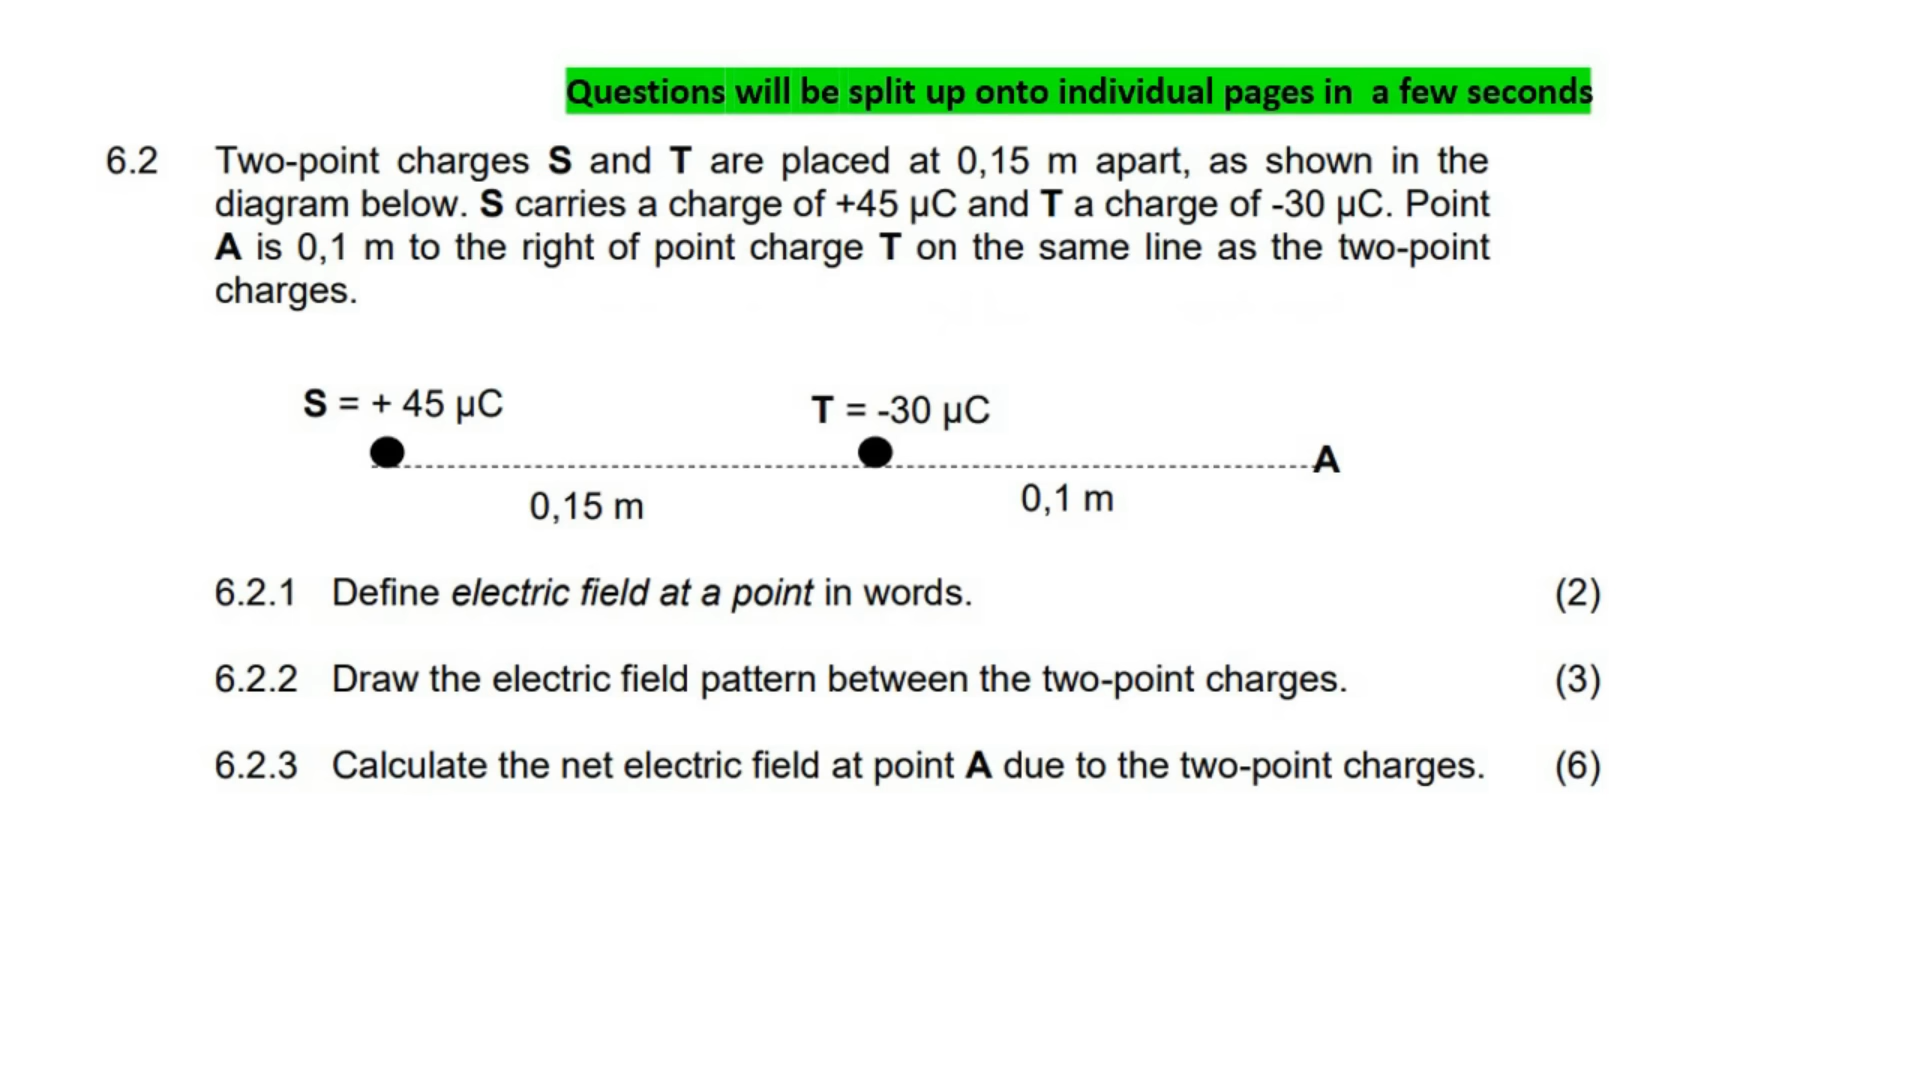 Questions will be split up onto individual pages in a few seconds
6.2 Two-point charges S and T are placed at 0,15 m apart, as shown in the
diagram below. S carries a charge of +45 µC and T a charge of -30 µC. Point
A is 0,1 m to the right of point charge T on the same line as the two-point
charges.
S = + 45 µC T = -30 µC
A
0,15 m 0,1 m
6.2.1 Define electric field at a point in words. (2)
6.2.2 Draw the electric field pattern between the two-point charges. (3)
6.2.3 Calculate the net electric field at point A due to the two-point charges. (6)